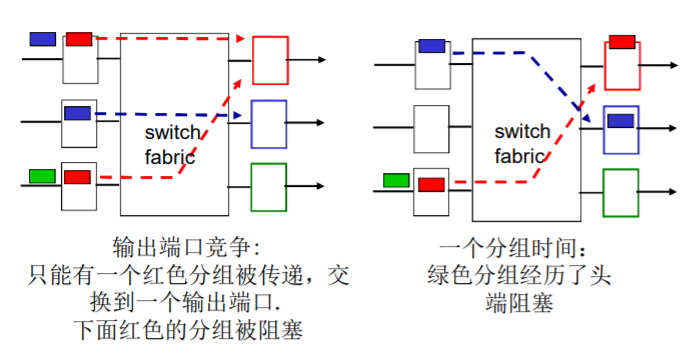 switch
fabric
输出端口竞争:
只能有一个红色分组被传递，交
换到一个输出端口.
下面红色的分组被阻塞
switch
fabric
一个分组时间：
绿色分组经历了头
端阻塞